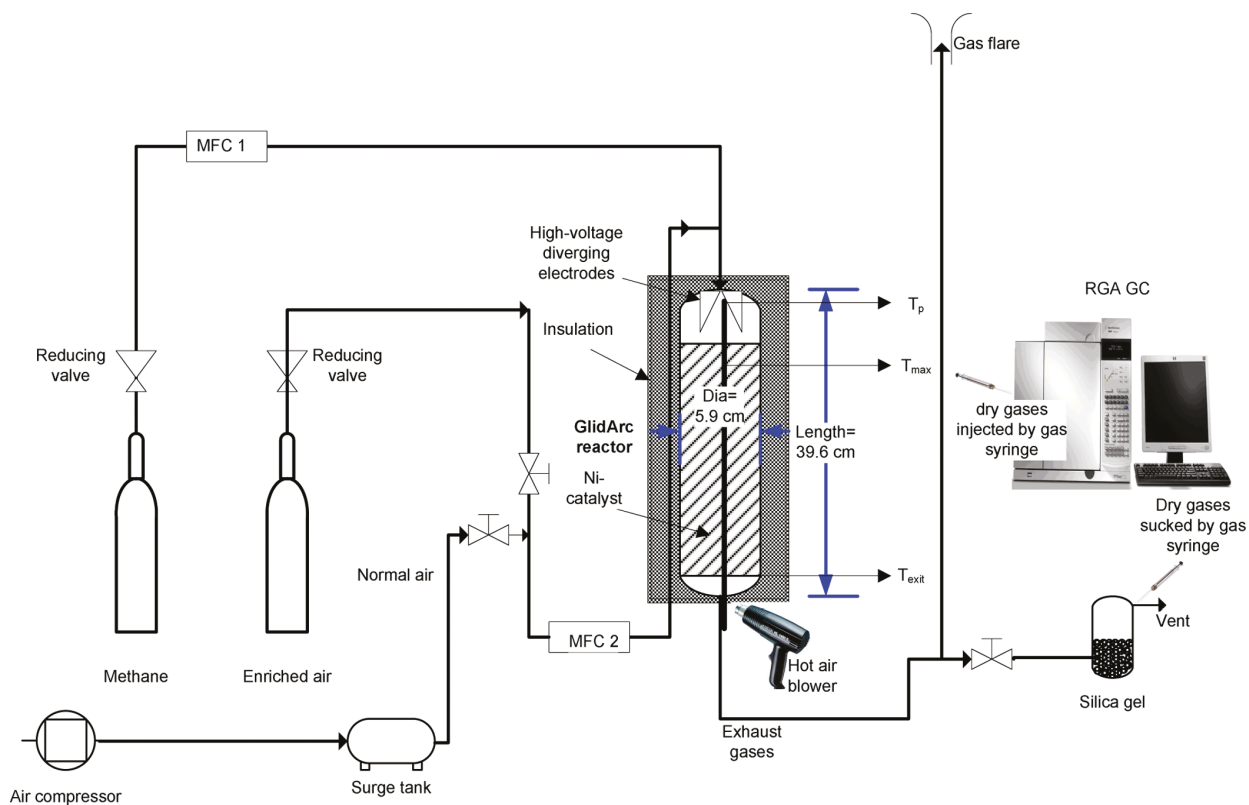 Gas flare
MFC 1
High-voltage
diverging
electrodes
Tp
RGA GC
Insulation
Reducing
valve
Reducing
valve
Tmax
Dia=
5.9 cm
dry gases
injected by gas
syringe
GlidArc
reactor
Length=
39.6 cm
Ni-
catalyst
Dry gases
sucked by gas
syringe
Normal air
Texit
Vent
MFC 2
Methane
Enriched air
Hot air
blower
Silica gel
Exhaust
gases
Surge tank
Air compressor